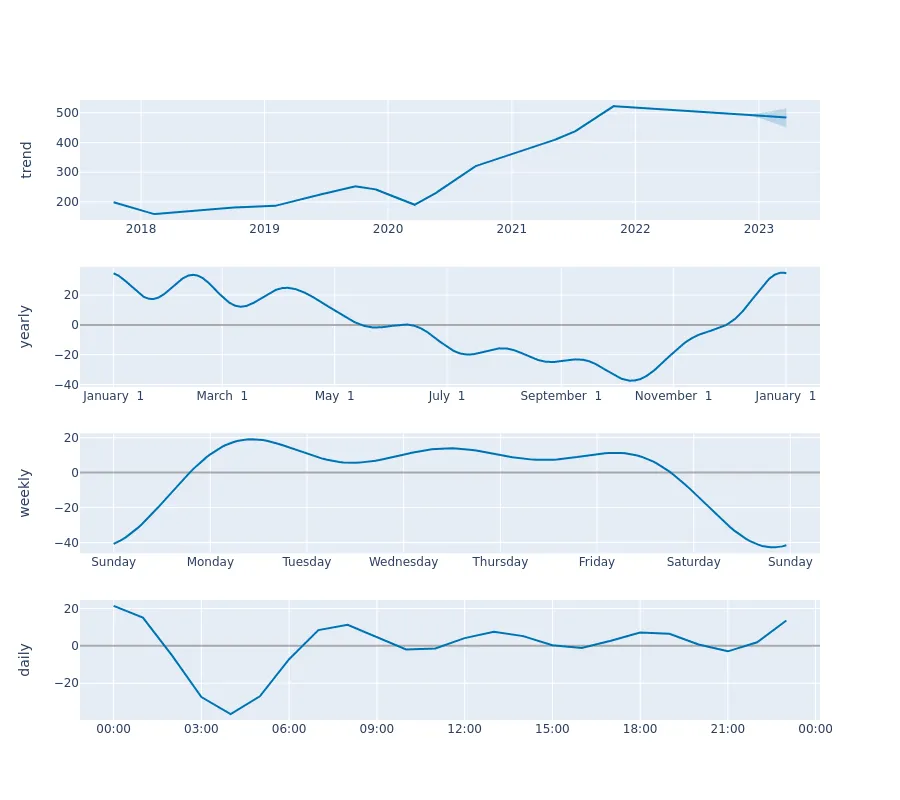 trend
500
400
300
200
2018 2019 2020 2021 2022 2023
yearly
20
0
−20
−40
January 1 March 1 May 1 July 1 September 1 November 1 January 1
weekly
20
0
−20
−40
Sunday Monday Tuesday Wednesday Thursday Friday Saturday Sunday
daily
20
0
−20
00:00 03:00 06:00 09:00 12:00 15:00 18:00 21:00 00:00